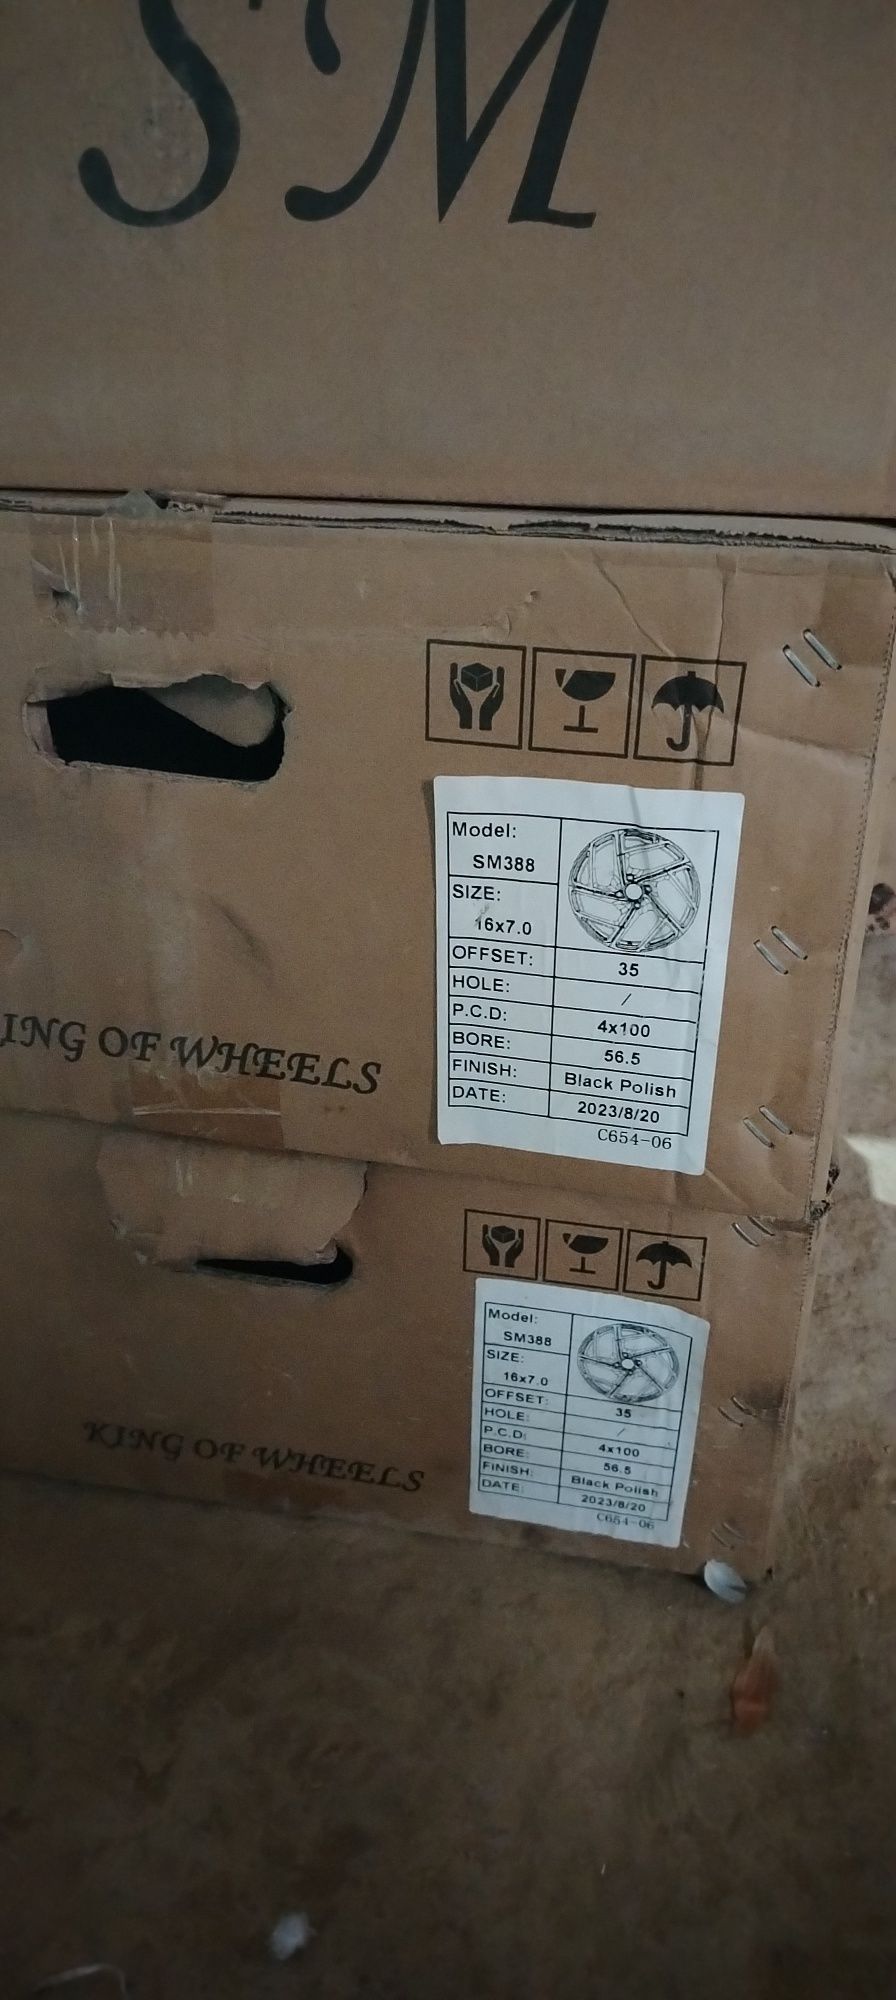 SM
Model:
SM388
SIZE:
16x7.0
OFFSET: 35
HOLE: /
P.C.D: 4x100
BORE: 56.5
FINISH: Black Polish
DATE: 2023/8/20
C654-06
ING OF WHEELS
Model:
SM388
SIZE:
16x7.0
OFFSET: 35
HOLE: /
P.C.D: 4x100
BORE: 56.5
FINISH: Black Polish
DATE: 2023/8/20
C654-06
KING OF WHEELS